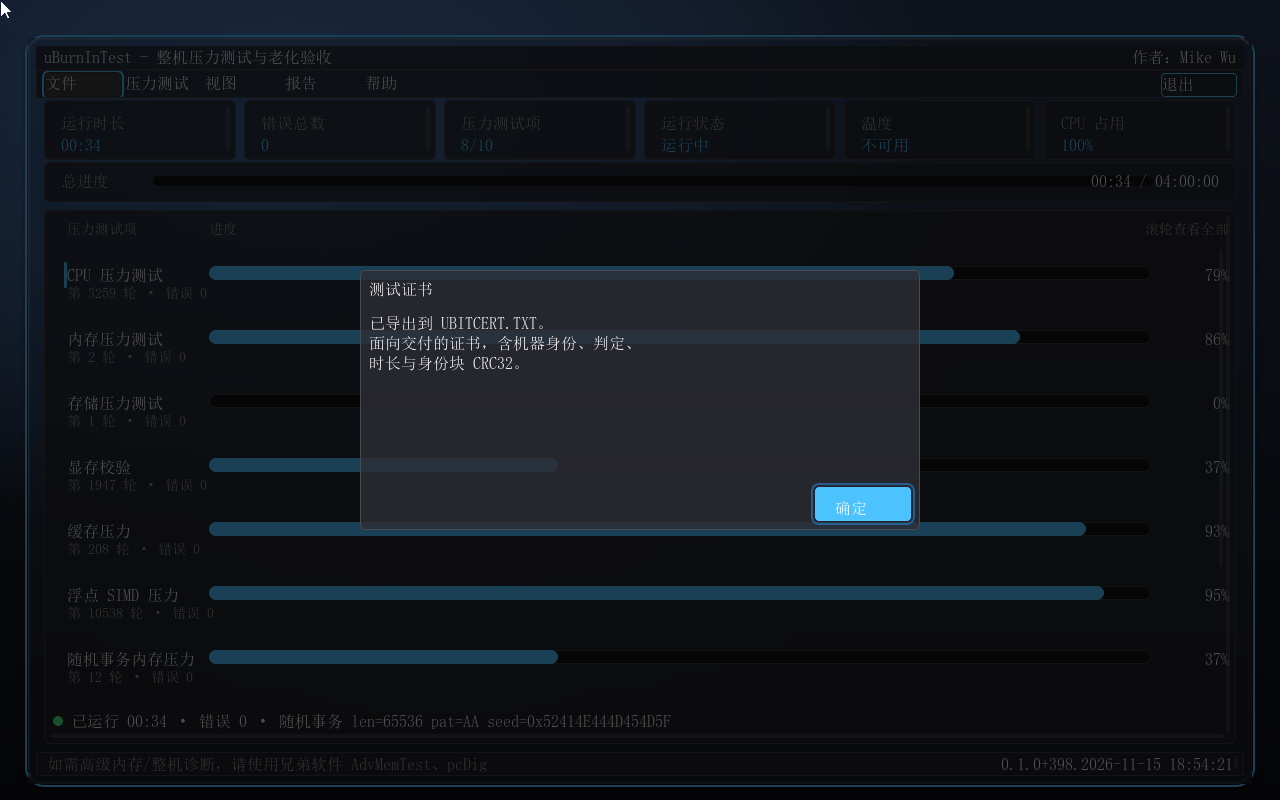 uBurnInTest - 整机压力测试与老化验收
作者: Mike Wu
文件 压力测试 视图 报告 帮助 退出
运行时长 错误总数 压力测试项 运行状态 温度 CPU 占用
00:34 0 8/10 运行中 不可用 100%
总进度 00:34 / 04:00:00
压力测试项 进度 滚轮查看全部
CPU 压力测试 79%
第 3259 轮 • 错误 0
测试证书
已导出到 UBITCERT.TXT。
面向交付的证书，含机器身份、判定、
时长与身份块 CRC32。
确定
内存压力测试 86%
第 2 轮 • 错误 0
存储压力测试 0%
第 1 轮 • 错误 0
显存校验 37%
第 1947 轮 • 错误 0
缓存压力 93%
第 208 轮 • 错误 0
浮点 SIMD 压力 95%
第 10538 轮 • 错误 0
随机事务内存压力 37%
第 12 轮 • 错误 0
已运行 00:34 • 错误 0 • 随机事务 len=65536 pat=AA seed=0x52414E444D454D5F
如需高级内存/整机诊断，请使用兄弟软件 AdvMemTest、pcDig
0.1.0+398.2026-11-15 18:54:21